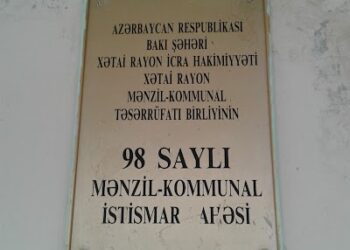 AZƏRBAYCAN RESPUBLİKASI
BAKI ŞƏHƏRİ
XƏTAİ RAYON İCRA HAKİMİYYƏTİ
XƏTAİ RAYON
MƏNZİL-KOMMUNAL
TƏSƏRRÜFATI BİRLİYİNİN
98 SAYLI
MƏNZİL-KOMMUNAL
İSTİSMAR